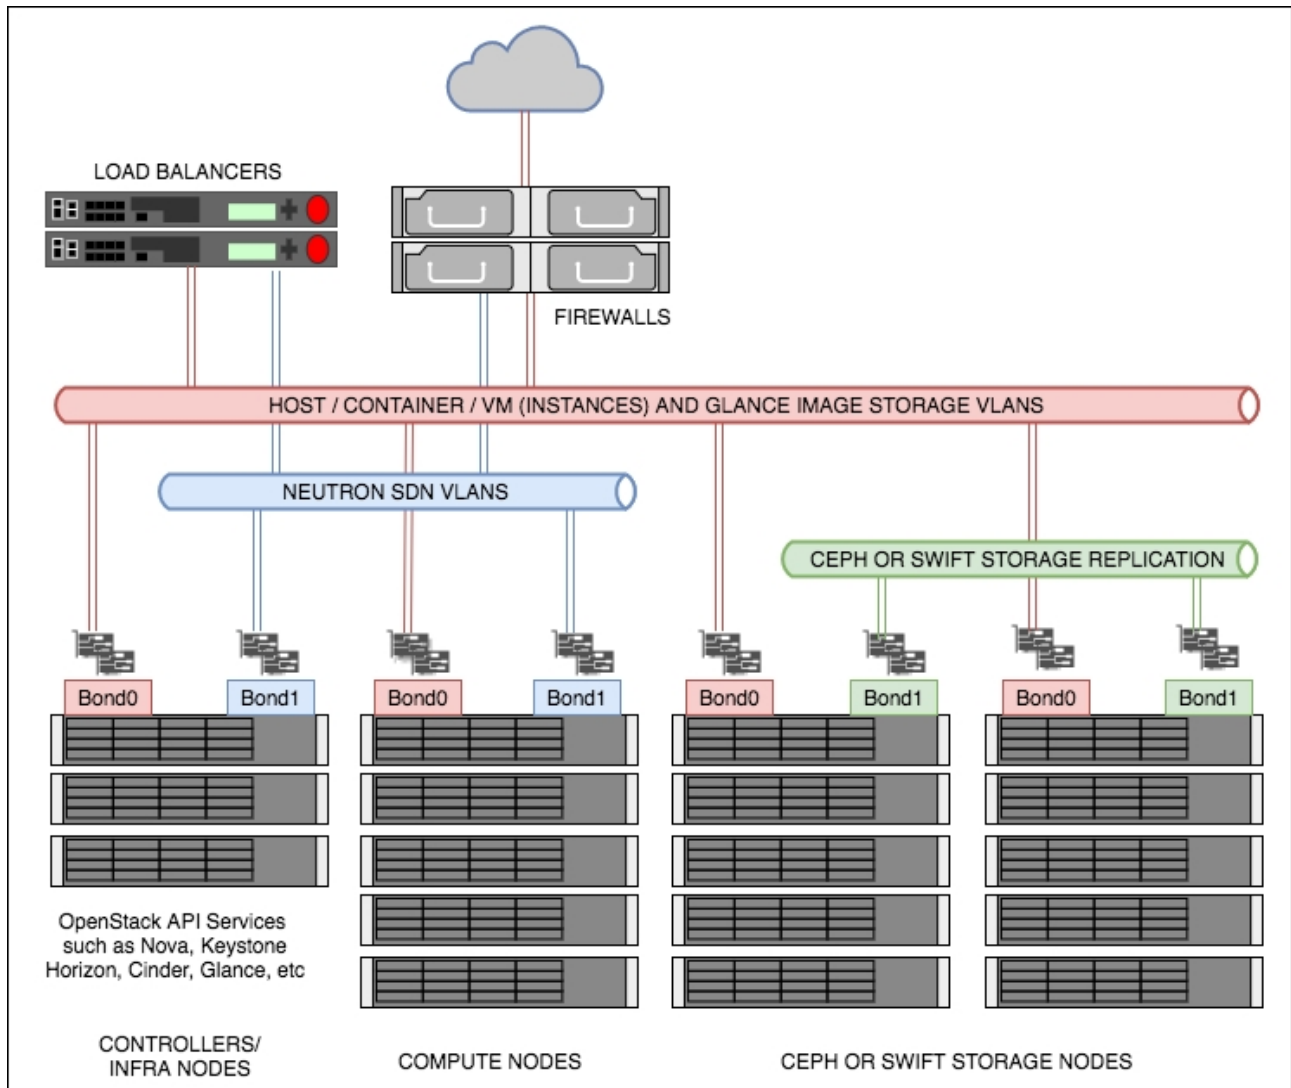 LOAD BALANCERS
FIREWALLS
HOST / CONTAINER / VM (INSTANCES) AND GLANCE IMAGE STORAGE VLANS
NEUTRON SDN VLANS
CEPH OR SWIFT STORAGE REPLICATION
Bond0
Bond1
Bond0
Bond1
Bond0
Bond1
Bond0
Bond1
OpenStack API Services
such as Nova, Keystone
Horizon, Cinder, Glance, etc
CONTROLLERS/
INFRA NODES
COMPUTE NODES
CEPH OR SWIFT STORAGE NODES